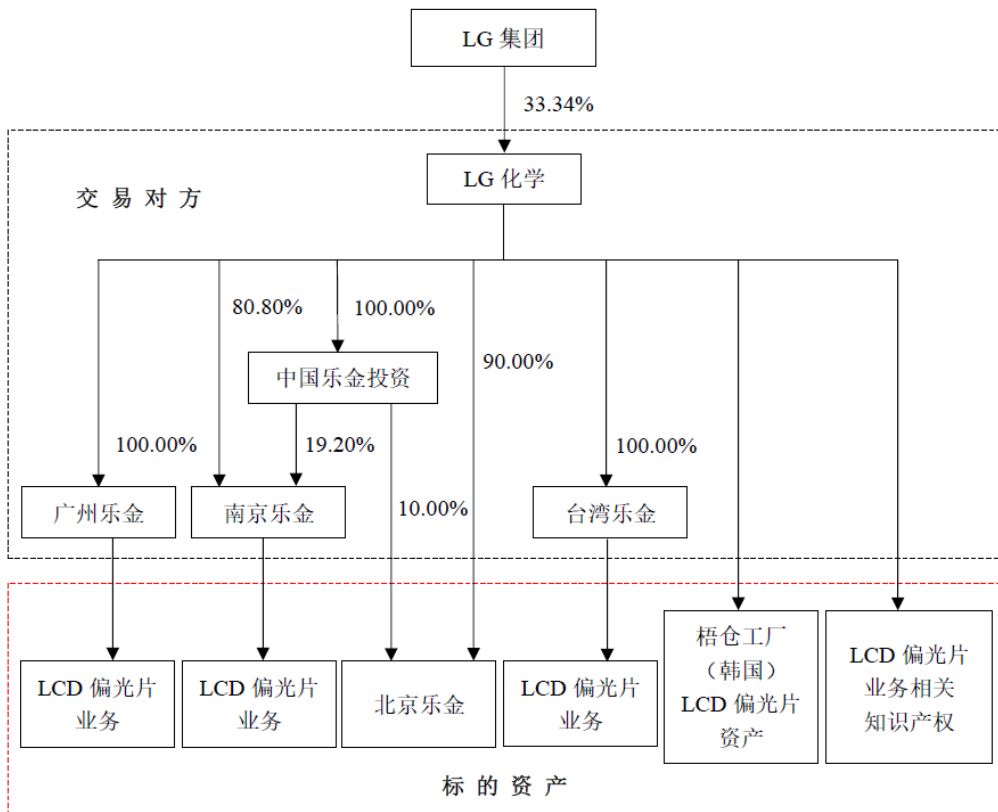 LG 集团
33.34%
交 易 对 方
LG 化学
80.80%
100.00%
中国乐金投资
90.00%
100.00%
19.20%
100.00%
广州乐金
南京乐金
10.00%
台湾乐金
LCD 偏光片
业务
LCD 偏光片
业务
北京乐金
LCD 偏光片
业务
梧仓工厂
（韩国）
LCD 偏光片
资产
LCD 偏光片
业务相关
知识产权
标 的 资 产